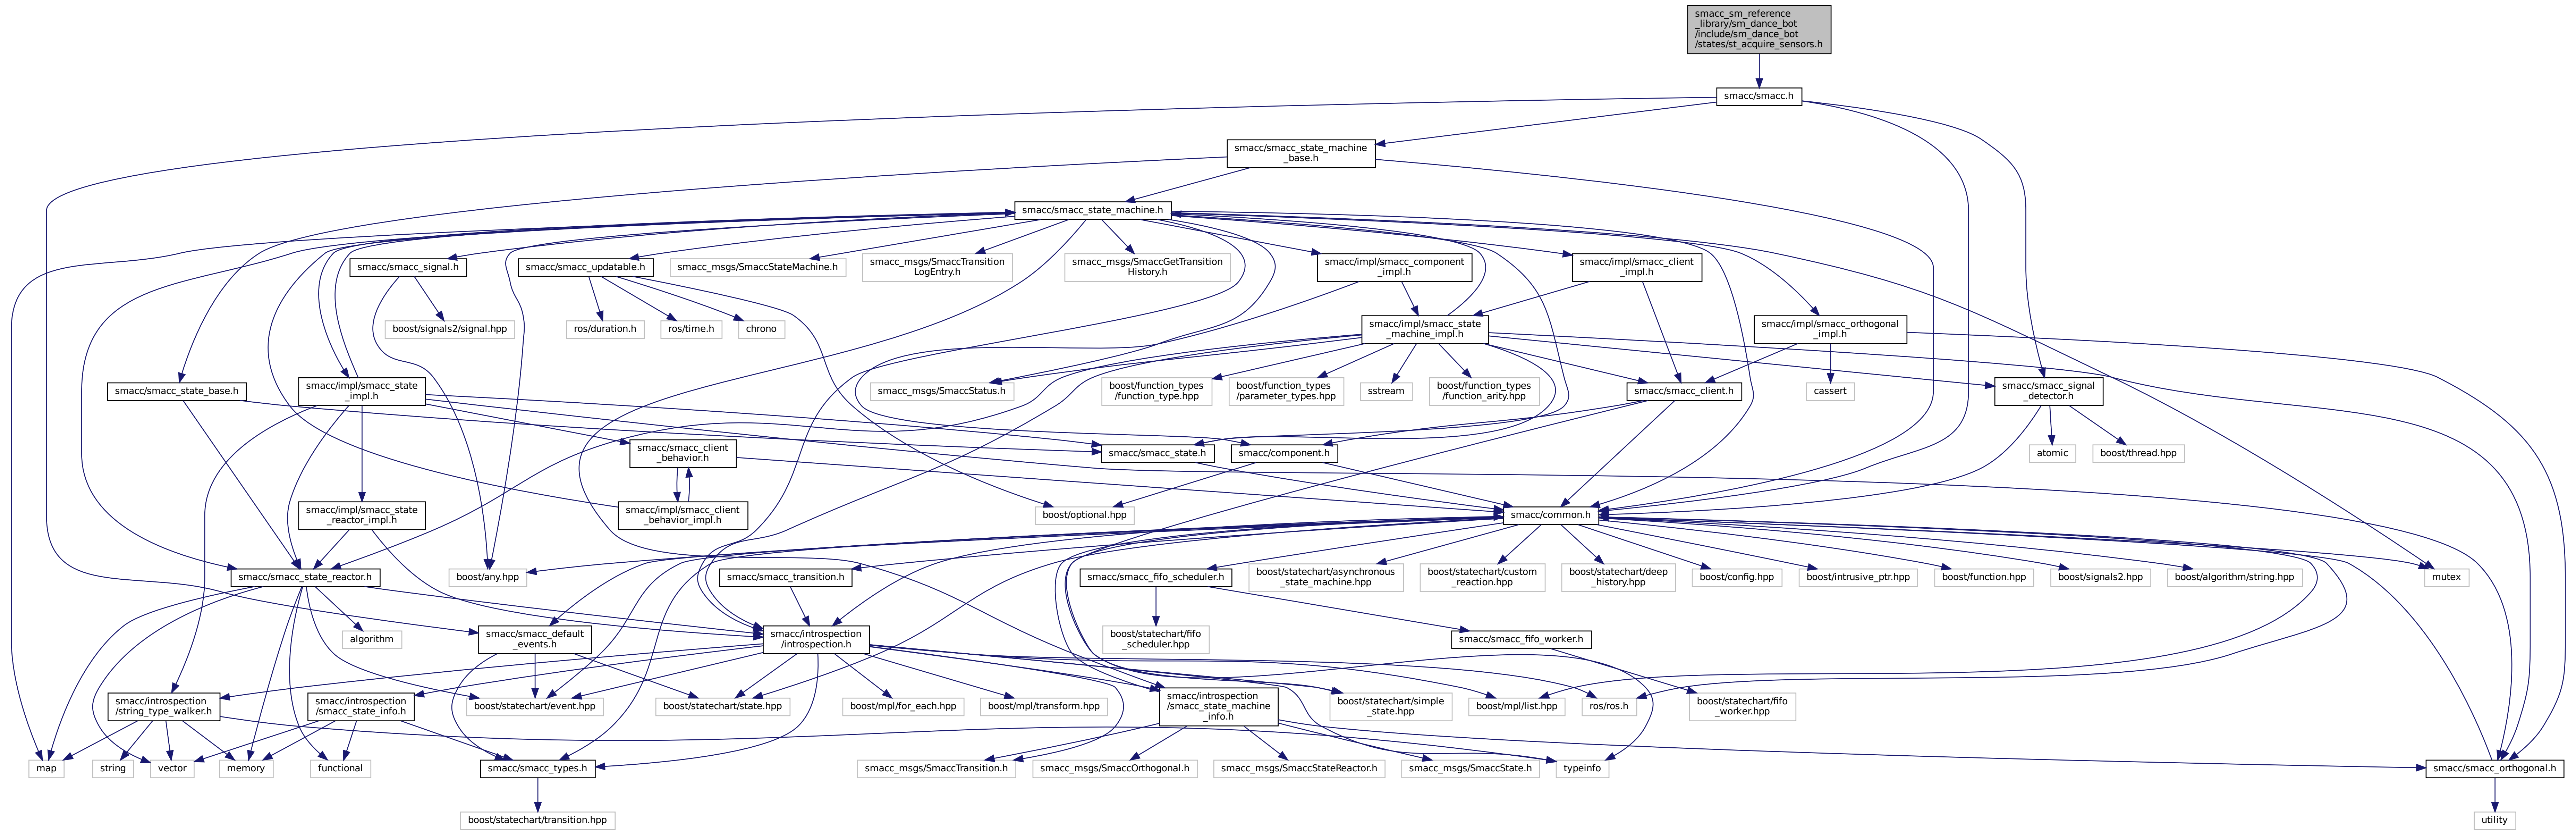 smacc_sm_reference
_library/sm_dance_bot
/include/sm_dance_bot
/states/st_acquire_sensors.h
smacc/smacc.h
smacc/smacc_state_machine
_base.h
smacc/smacc_state_machine.h
smacc/smacc_signal.h
smacc/smacc_updatable.h
smacc_msgs/SmaccStateMachine.h
smacc_msgs/SmaccTransition
LogEntry.h
smacc_msgs/SmaccGetTransition
History.h
smacc/impl/smacc_component
_impl.h
smacc/impl/smacc_client
_impl.h
boost/signals2/signal.hpp
ros/duration.h
ros/time.h
chrono
smacc/impl/smacc_state
_machine_impl.h
smacc/impl/smacc_orthogonal
_impl.h
smacc/smacc_state_base.h
smacc/impl/smacc_state
_impl.h
smacc_msgs/SmaccStatus.h
boost/function_types
/function_type.hpp
boost/function_types
/parameter_types.hpp
sstream
boost/function_types
/function_arity.hpp
smacc/smacc_client.h
cassert
smacc/smacc_signal
_detector.h
smacc/smacc_client
_behavior.h
smacc/smacc_state.h
smacc/component.h
atomic
boost/thread.hpp
smacc/impl/smacc_state
_reactor_impl.h
smacc/impl/smacc_client
_behavior_impl.h
boost/optional.hpp
smacc/common.h
smacc/smacc_state_reactor.h
boost/any.hpp
smacc/smacc_transition.h
smacc/smacc_fifo_scheduler.h
boost/statechart/asynchronous
_state_machine.hpp
boost/statechart/custom
_reaction.hpp
boost/statechart/deep
_history.hpp
boost/config.hpp
boost/intrusive_ptr.hpp
boost/function.hpp
boost/signals2.hpp
boost/algorithm/string.hpp
mutex
algorithm
smacc/smacc_default
_events.h
smacc/introspection
/introspection.h
boost/statechart/fifo
_scheduler.hpp
smacc/smacc_fifo_worker.h
smacc/introspection
/string_type_walker.h
smacc/introspection
/smacc_state_info.h
boost/statechart/event.hpp
boost/statechart/state.hpp
boost/mpl/for_each.hpp
boost/mpl/transform.hpp
smacc/introspection
/smacc_state_machine
_info.h
boost/statechart/simple
_state.hpp
boost/mpl/list.hpp
ros/ros.h
boost/statechart/fifo
_worker.hpp
map
string
vector
memory
functional
smacc/smacc_types.h
smacc_msgs/SmaccTransition.h
smacc_msgs/SmaccOrthogonal.h
smacc_msgs/SmaccStateReactor.h
smacc_msgs/SmaccState.h
typeinfo
smacc/smacc_orthogonal.h
boost/statechart/transition.hpp
utility